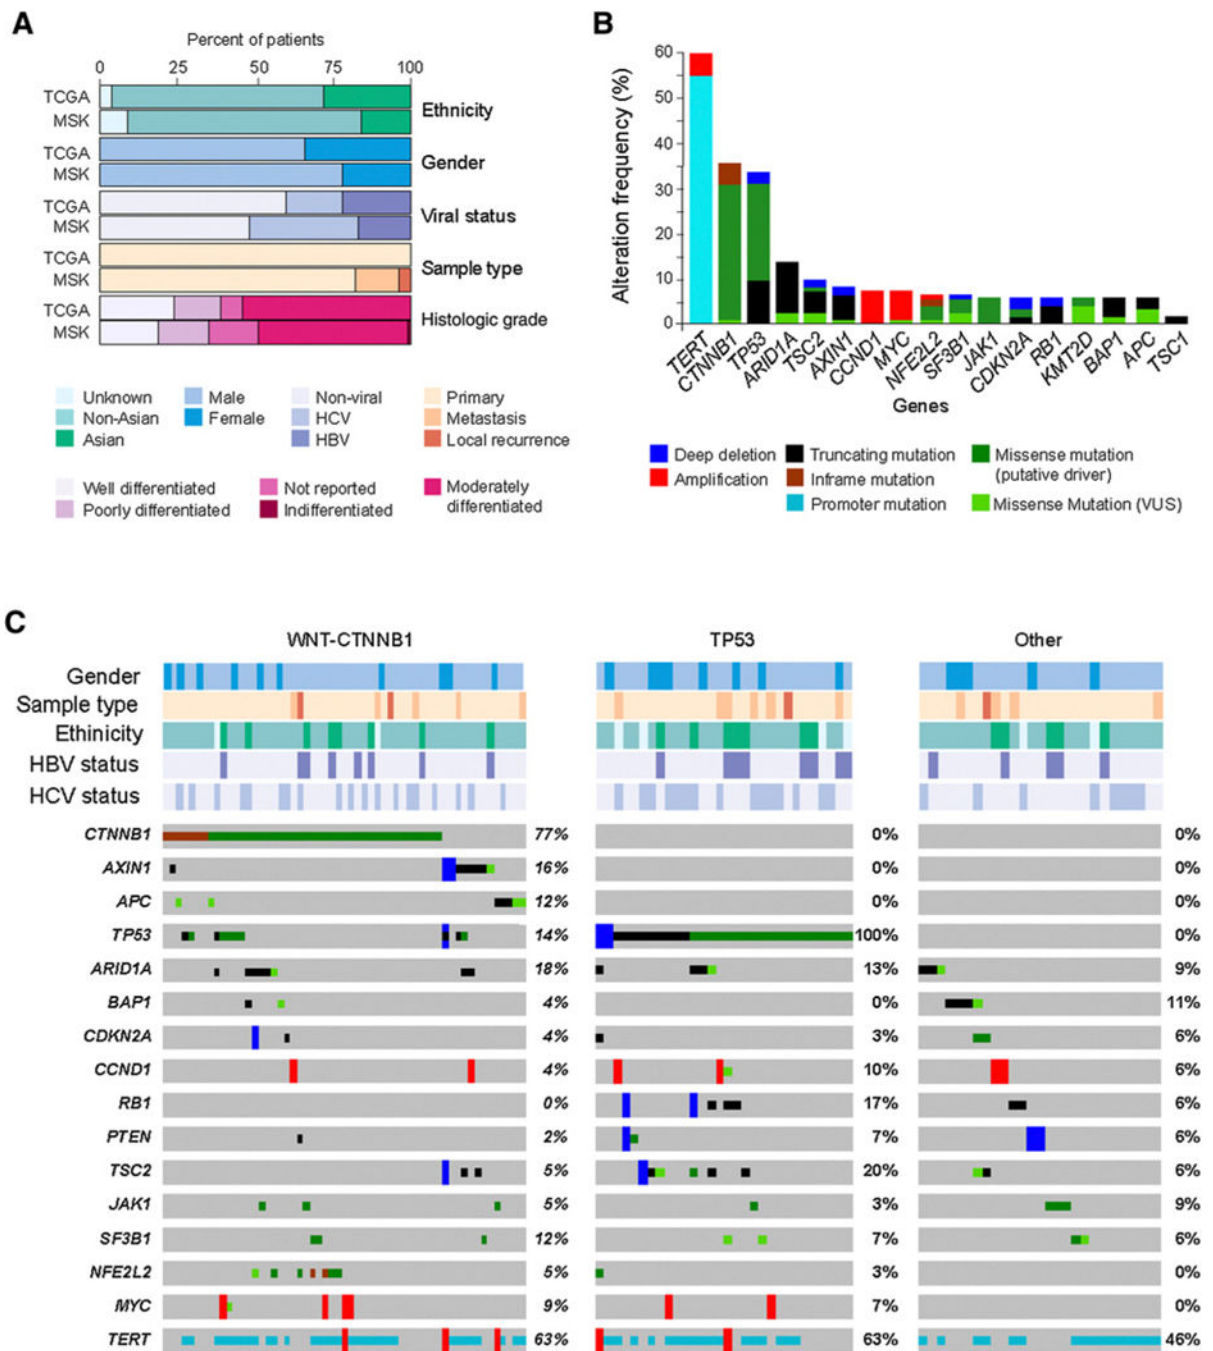 A
Percent of patients
0 25 50 75 100
TCGA
MSK
Ethnicity
TCGA
MSK
Gender
TCGA
MSK
Viral status
TCGA
MSK
Sample type
TCGA
MSK
Histologic grade
Unknown Male Non-viral Primary
Non-Asian Female HCV Metastasis
Asian HBV Local recurrence
Well differentiated Not reported Moderately
Poorly differentiated Indifferentiated differentiated
B
Alteration frequency (%)
60
50
40
30
20
10
0
TERT CTNNB1 TP53 ARID1A TSC2 AXIN1 CCND1 MYC NFE2L2 SF3B1 JAK1 CDKN2A RB1 KMT2D BAP1 APC TSC1
Genes
Deep deletion Truncating mutation Missense mutation
(putative driver)
Amplification Inframe mutation
Promoter mutation Missense Mutation (VUS)
C
WNT-CTNNB1 TP53 Other
Gender
Sample type
Ethinicity
HBV status
HCV status
CTNNB1 77% 0% 0%
AXIN1 16% 0% 0%
APC 12% 0% 0%
TP53 14% 100% 0%
ARID1A 18% 13% 9%
BAP1 4% 0% 11%
CDKN2A 4% 3% 6%
CCND1 4% 10% 6%
RB1 0% 17% 6%
PTEN 2% 7% 6%
TSC2 5% 20% 6%
JAK1 5% 3% 9%
SF3B1 12% 7% 6%
NFE2L2 5% 3% 0%
MYC 9% 7% 0%
TERT 63% 63% 46%